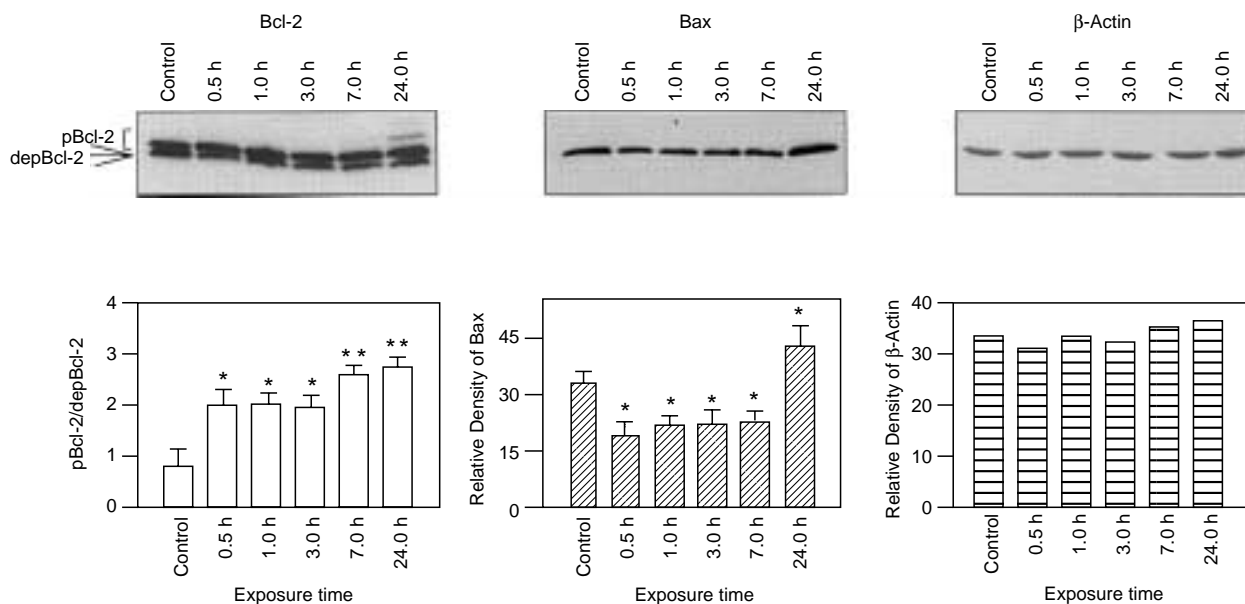 Bcl-2
Bax
β-Actin
Control 0.5 h 1.0 h 3.0 h 7.0 h 24.0 h
Control 0.5 h 1.0 h 3.0 h 7.0 h 24.0 h
Control 0.5 h 1.0 h 3.0 h 7.0 h 24.0 h
pBcl-2
depBcl-2
pBcl-2/depBcl-2
4
3
2
1
0
* * * ** **
Control 0.5 h 1.0 h 3.0 h 7.0 h 24.0 h
Exposure time
Relative Density of Bax
45
30
15
0
* * * * *
Control 0.5 h 1.0 h 3.0 h 7.0 h 24.0 h
Exposure time
Relative Density of β-Actin
40
30
20
10
0
Control 0.5 h 1.0 h 3.0 h 7.0 h 24.0 h
Exposure time